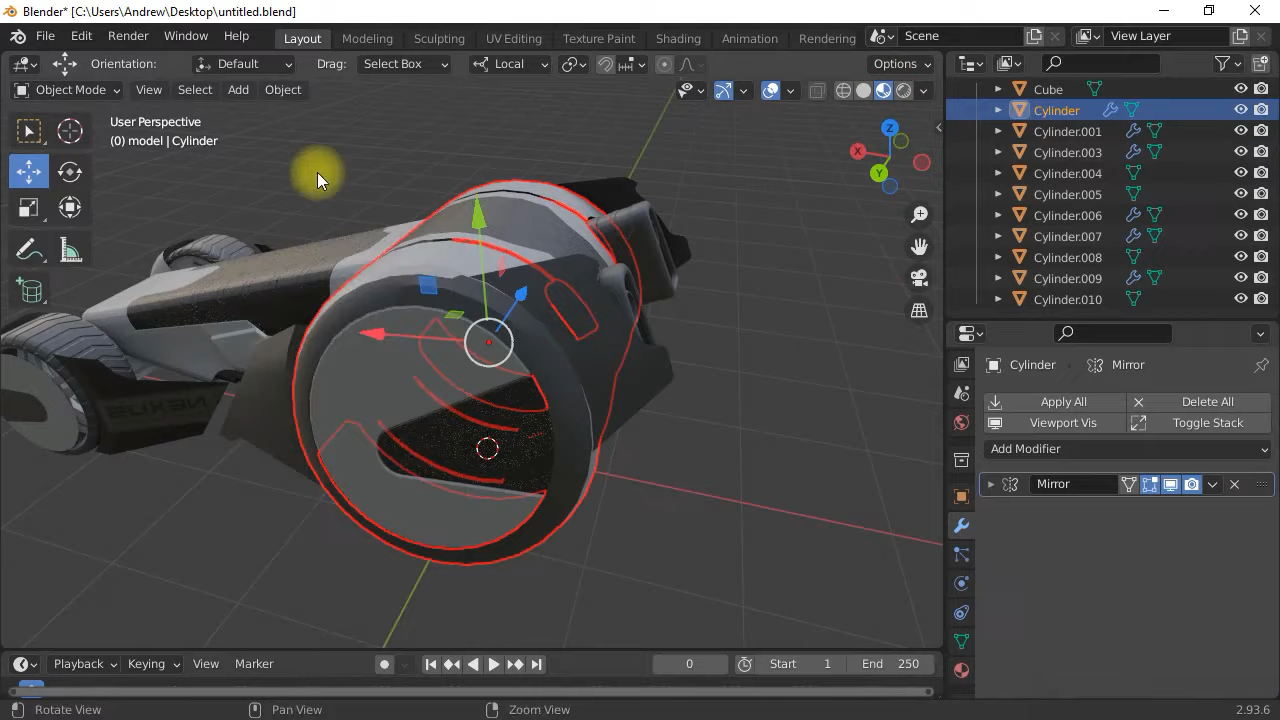 Blender* [C:\Users\Andrew\Desktop\untitled.blend]
File Edit Render Window Help Layout Modeling Sculpting UV Editing Texture Paint Shading Animation Rendering Scene View Layer
Orientation: Default Drag: Select Box Local Options
Object Mode View Select Add Object
User Perspective
(0) model | Cylinder
Z
X
Y
Cube
Cylinder
Cylinder.001
Cylinder.003
Cylinder.004
Cylinder.005
Cylinder.006
Cylinder.007
Cylinder.008
Cylinder.009
Cylinder.010
Cylinder Mirror
Apply All Delete All
Viewport Vis Toggle Stack
Add Modifier
Mirror
Playback Keying View Marker 0 Start 1 End 250
Rotate View Pan View Zoom View 2.93.6